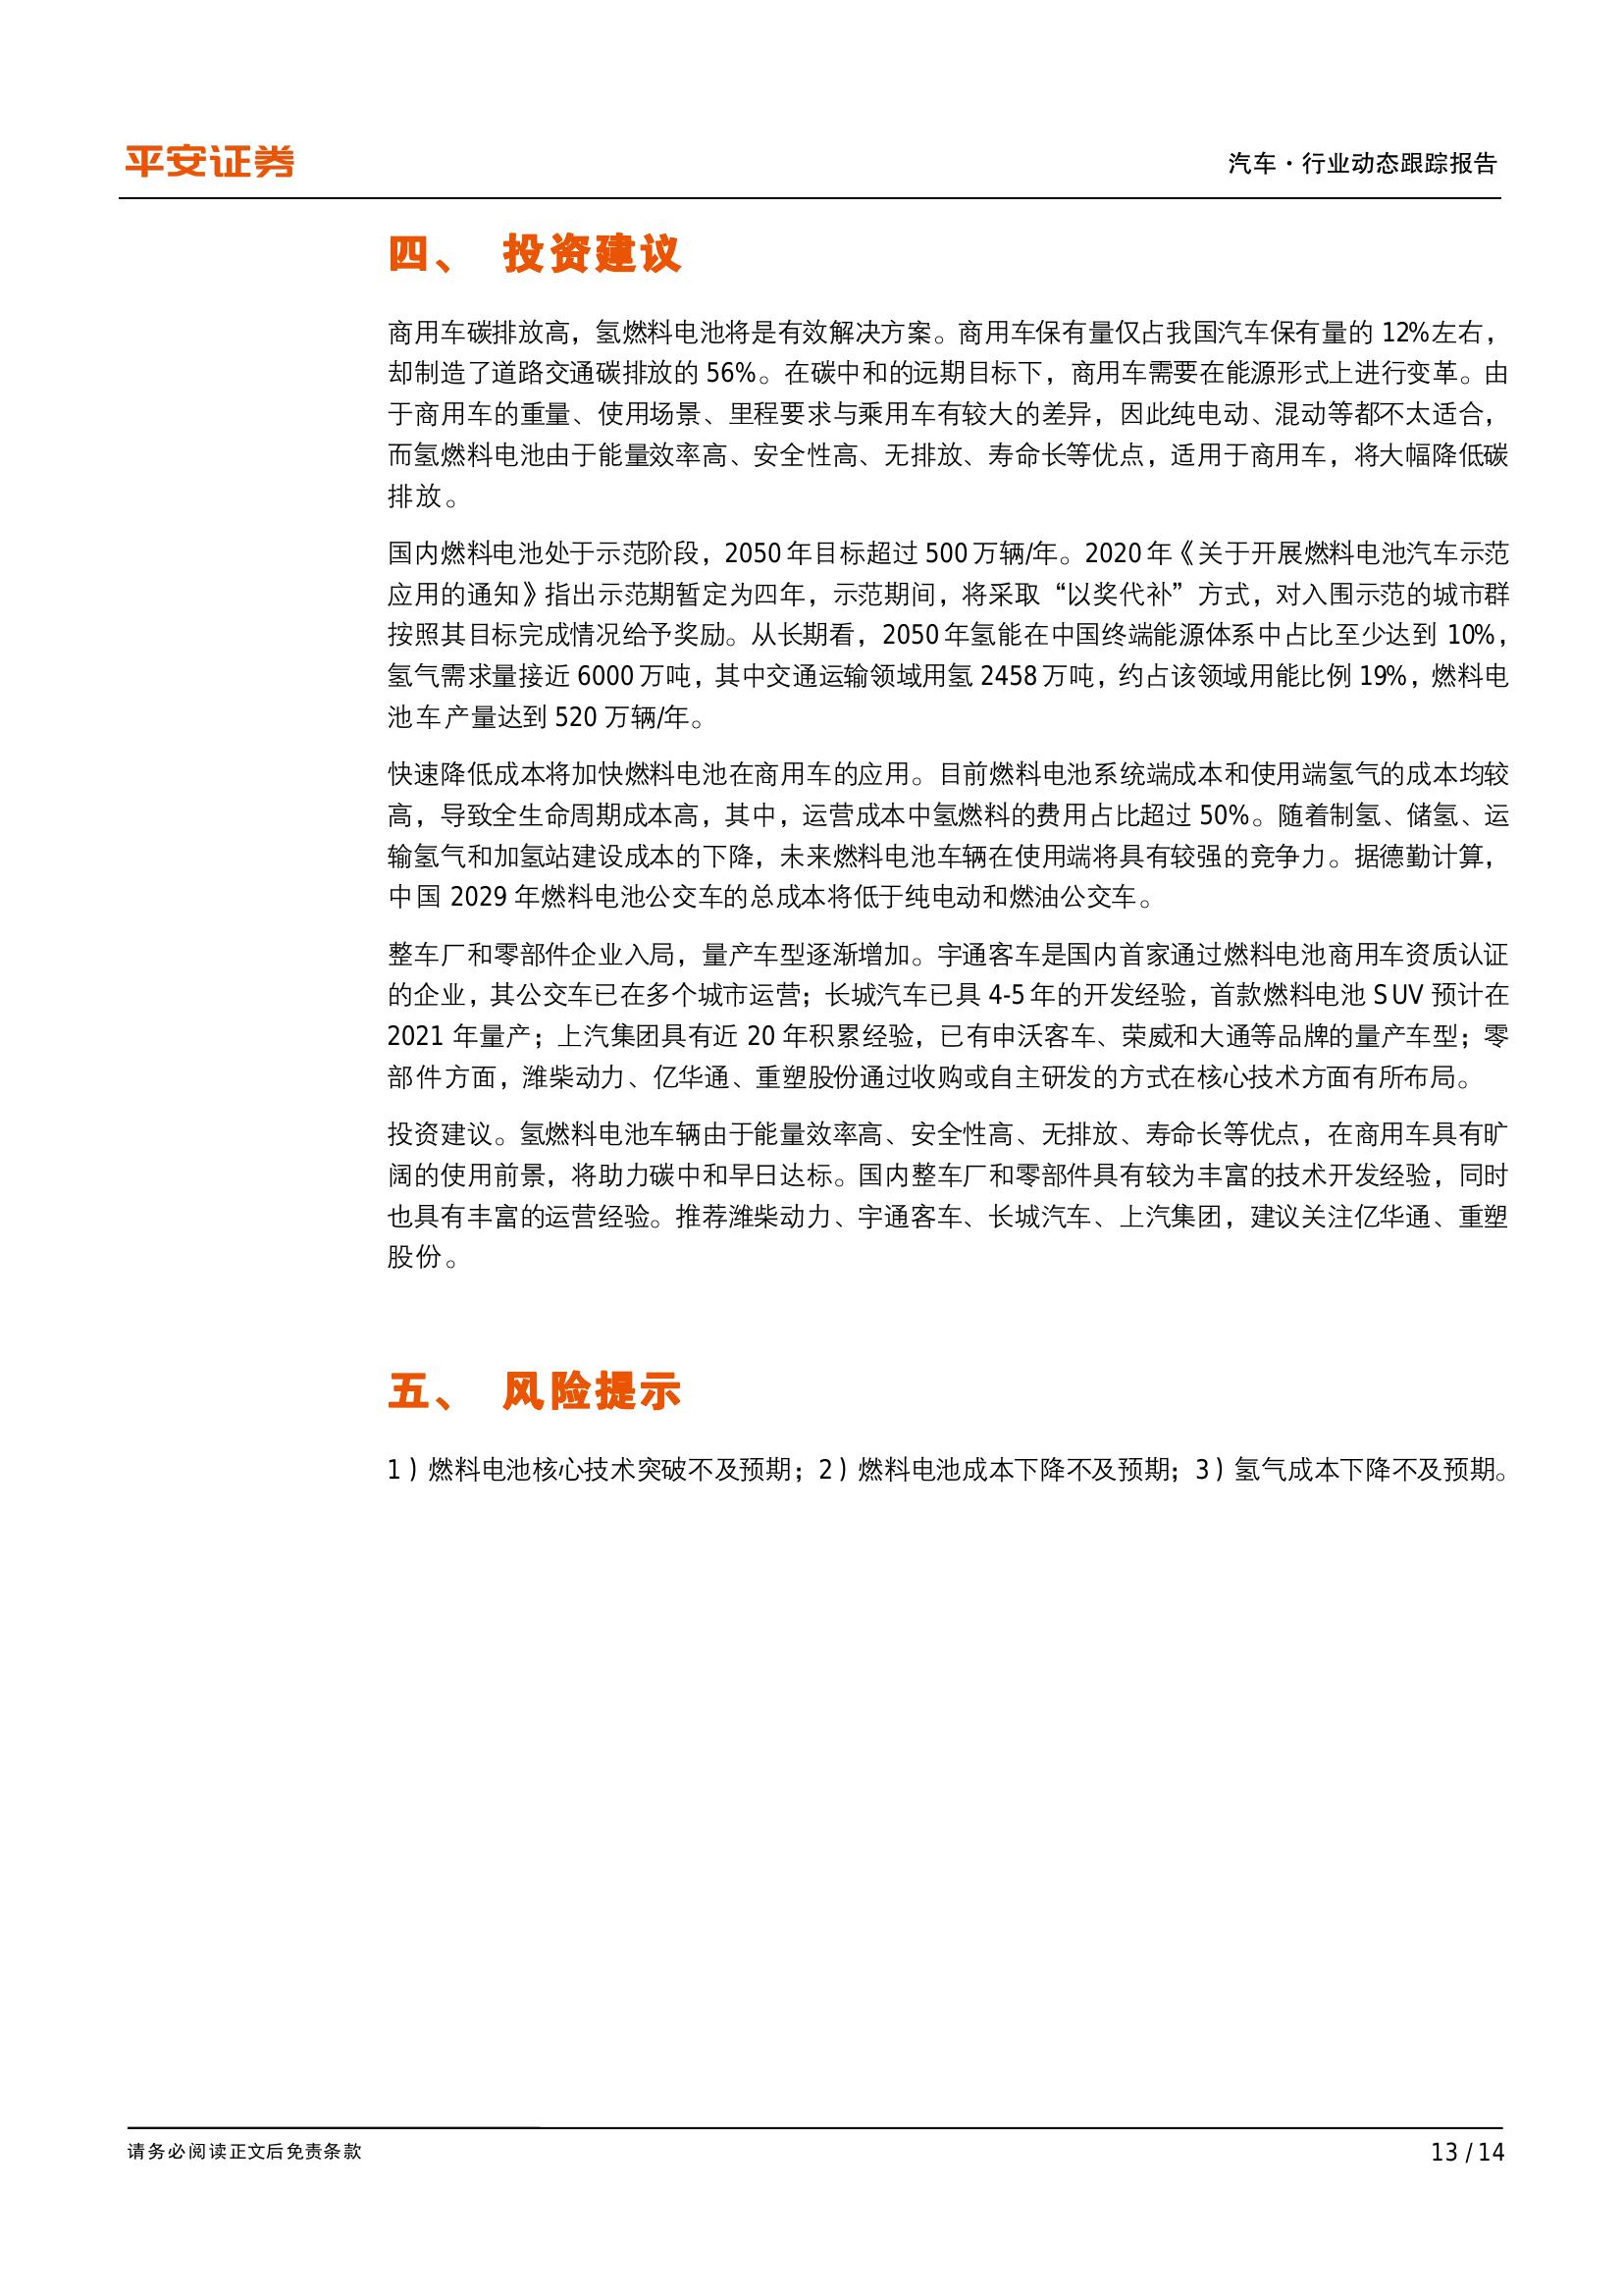 平安证券
汽车·行业动态跟踪报告
四、 投资建议
商用车碳排放高，氢燃料电池将是有效解决方案。商用车保有量仅占我国汽车保有量的 12%左右，
却制造了道路交通碳排放的 56%。在碳中和的远期目标下，商用车需要在能源形式上进行变革。由
于商用车的重量、使用场景、里程要求与乘用车有较大的差异，因此纯电动、混动等都不太适合，
而氢燃料电池由于能量效率高、安全性高、无排放、寿命长等优点，适用于商用车，将大幅降低碳
排放。
国内燃料电池处于示范阶段，2050 年目标超过 500 万辆/年。2020 年《关于开展燃料电池汽车示范
应用的通知》指出示范期暂定为四年，示范期间，将采取“以奖代补”方式，对入围示范的城市群
按照其目标完成情况给予奖励。从长期看，2050 年氢能在中国终端能源体系中占比至少达到 10%，
氢气需求量接近 6000 万吨，其中交通运输领域用氢 2458 万吨，约占该领域用能比例 19%，燃料电
池车产量达到 520 万辆/年。
快速降低成本将加快燃料电池在商用车的应用。目前燃料电池系统端成本和使用端氢气的成本均较
高，导致全生命周期成本高，其中，运营成本中氢燃料的费用占比超过 50%。随着制氢、储氢、运
输氢气和加氢站建设成本的下降，未来燃料电池车辆在使用端将具有较强的竞争力。据德勤计算，
中国 2029 年燃料电池公交车的总成本将低于纯电动和燃油公交车。
整车厂和零部件企业入局，量产车型逐渐增加。宇通客车是国内首家通过燃料电池商用车资质认证
的企业，其公交车已在多个城市运营；长城汽车已具 4-5 年的开发经验，首款燃料电池 SUV 预计在
2021 年量产；上汽集团具有近 20 年积累经验，已有申沃客车、荣威和大通等品牌的量产车型；零
部件方面，潍柴动力、亿华通、重塑股份通过收购或自主研发的方式在核心技术方面有所布局。
投资建议。氢燃料电池车辆由于能量效率高、安全性高、无排放、寿命长等优点，在商用车具有旷
阔的使用前景，将助力碳中和早日达标。国内整车厂和零部件具有较为丰富的技术开发经验，同时
也具有丰富的运营经验。推荐潍柴动力、宇通客车、长城汽车、上汽集团，建议关注亿华通、重塑
股份。
五、 风险提示
1）燃料电池核心技术突破不及预期；2）燃料电池成本下降不及预期；3）氢气成本下降不及预期。
请务必阅读正文后免责条款
13 / 14